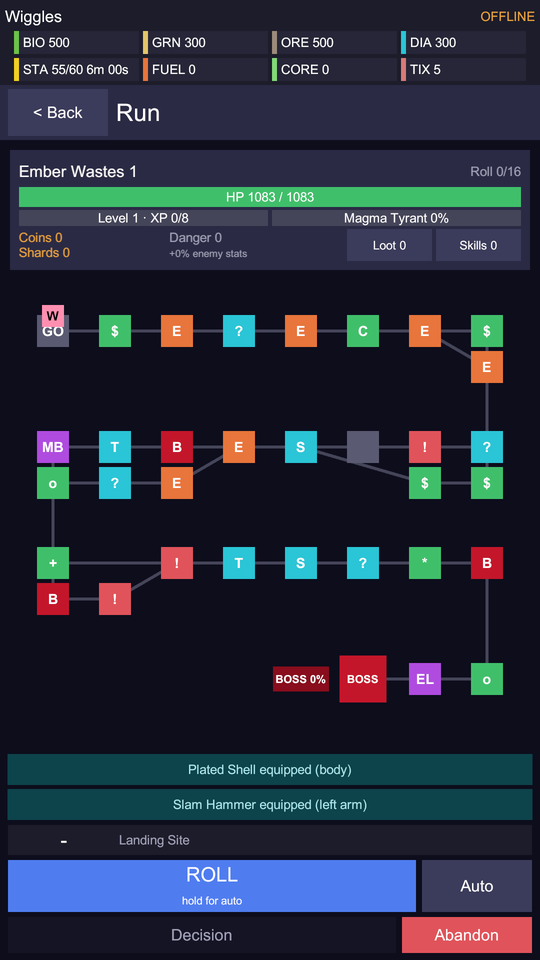 Wiggles OFFLINE
BIO 500 GRN 300 ORE 500 DIA 300
STA 55/60 6m 00s FUEL 0 CORE 0 TIX 5
< Back Run
Ember Wastes 1 Roll 0/16
HP 1083 / 1083
Level 1 · XP 0/8 Magma Tyrant 0%
Coins 0 Danger 0 Loot 0 Skills 0
Shards 0 +0% enemy stats
W
GO $ E ? E C E $
E
MB T B E S ! ?
o ? E $ $
+ ! T S ? * B
B !
BOSS 0% BOSS EL o
Plated Shell equipped (body)
Slam Hammer equipped (left arm)
- Landing Site
ROLL Auto
hold for auto
Decision Abandon